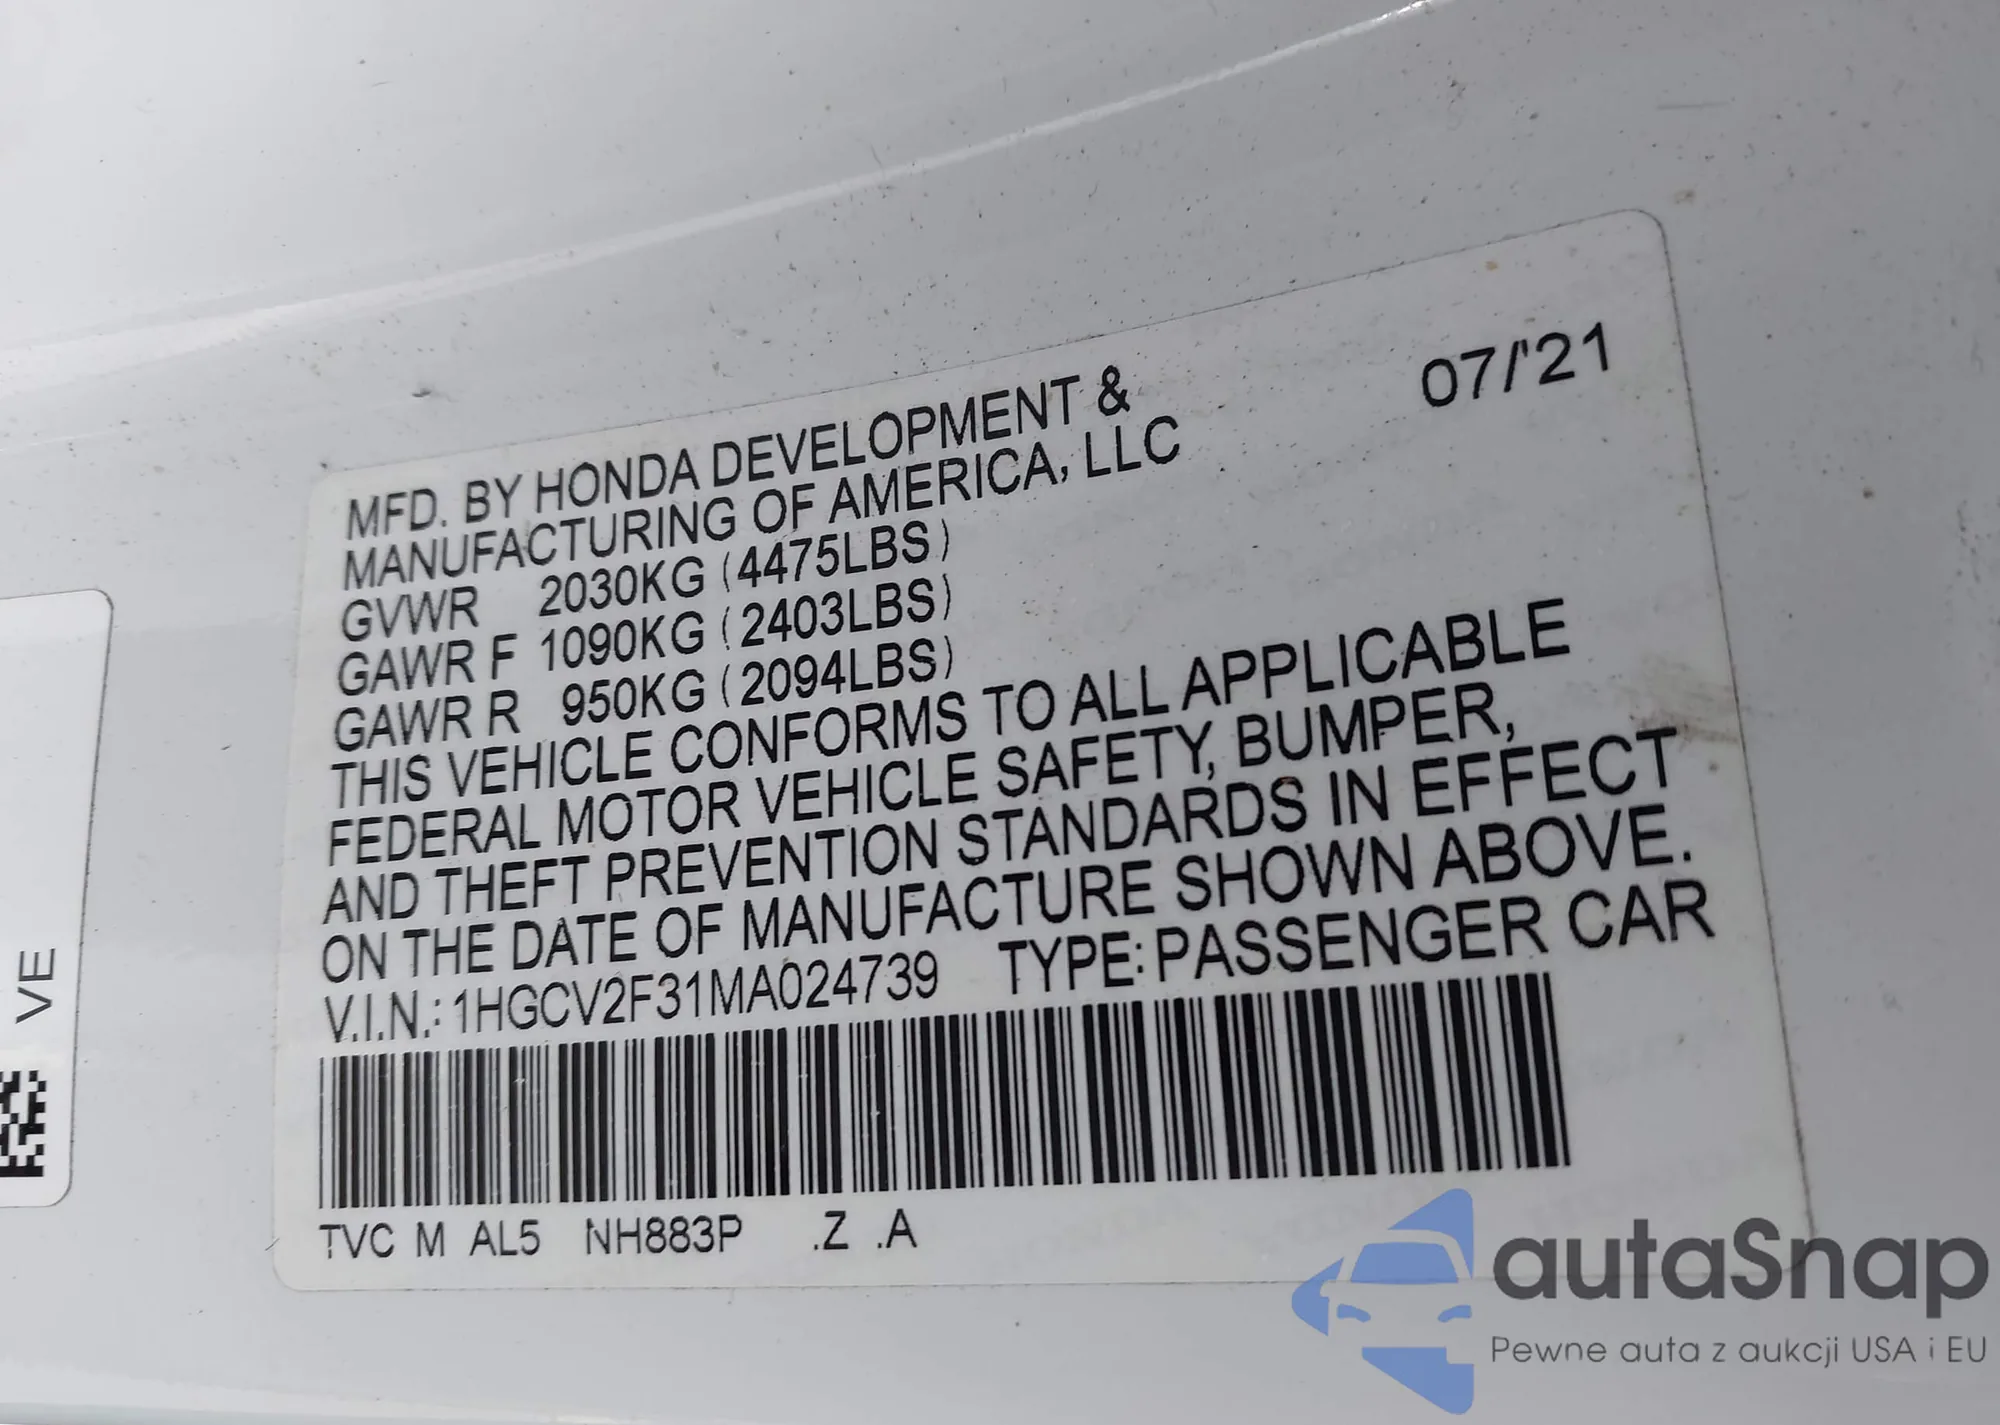 07/'21
MFD. BY HONDA DEVELOPMENT &
MANUFACTURING OF AMERICA, LLC
GVWR 2030KG (4475LBS)
GAWR F 1090KG (2403LBS)
GAWR R 950KG (2094LBS)
THIS VEHICLE CONFORMS TO ALL APPLICABLE
FEDERAL MOTOR VEHICLE SAFETY, BUMPER,
AND THEFT PREVENTION STANDARDS IN EFFECT
ON THE DATE OF MANUFACTURE SHOWN ABOVE.
V.I.N.: 1HGCV2F31MA024739 TYPE: PASSENGER CAR
TVC M AL5 NH883P .Z .A
VE
autaSnap
Pewne auta z aukcji USA i EU